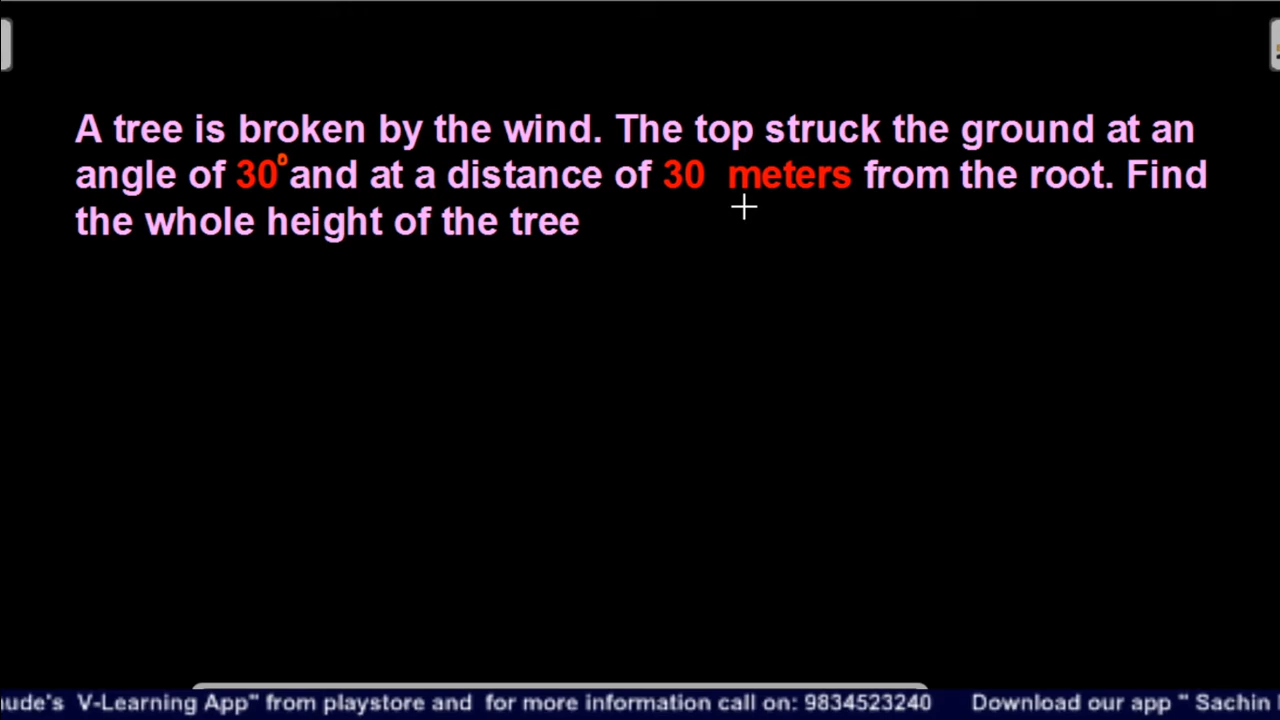 A tree is broken by the wind. The top struck the ground at an
angle of 30° and at a distance of 30 meters from the root. Find
the whole height of the tree
ude's V-Learning App" from playstore and for more information call on: 9834523240 Download our app " Sachin